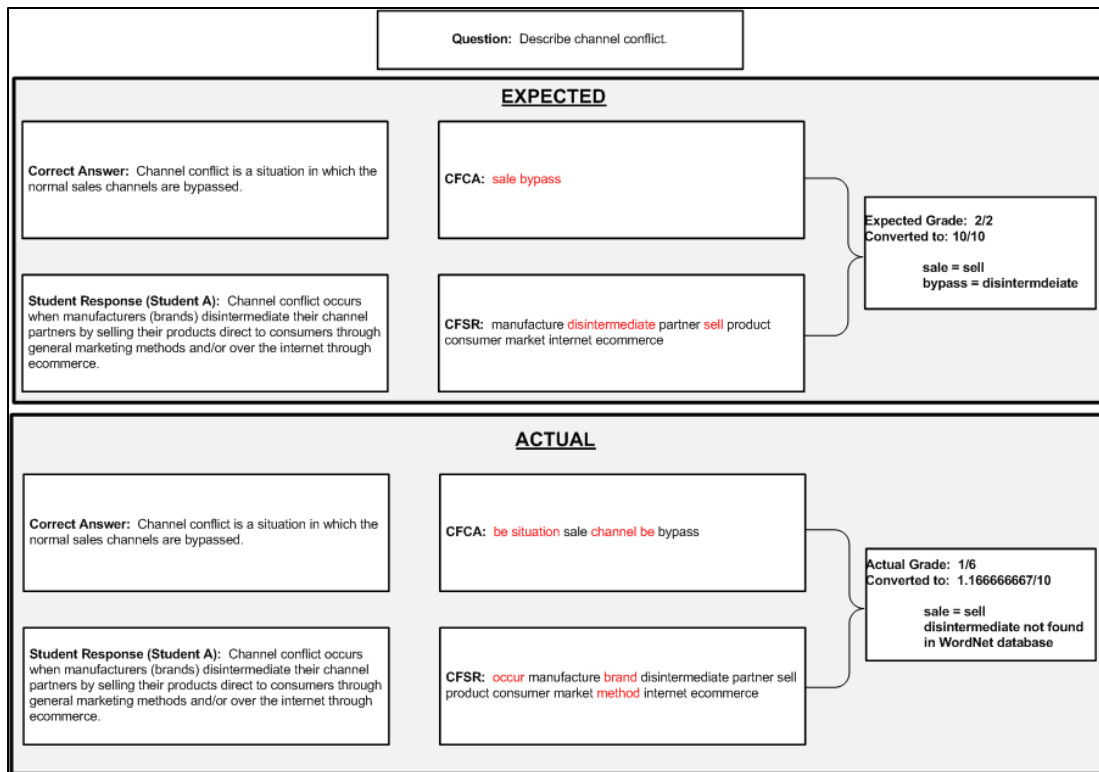 Question: Describe channel conflict.
EXPECTED
Correct Answer: Channel conflict is a situation in which the
normal sales channels are bypassed.
CFCA: sale bypass
Expected Grade: 2/2
Converted to: 10/10
sale = sell
bypass = disintermdeiate
Student Response (Student A): Channel conflict occurs
when manufacturers (brands) disintermediate their channel
partners by selling their products direct to consumers through
general marketing methods and/or over the internet through
ecommerce.
CFSR: manufacture disintermediate partner sell product
consumer market internet ecommerce
ACTUAL
Correct Answer: Channel conflict is a situation in which the
normal sales channels are bypassed.
CFCA: be situation sale channel be bypass
Actual Grade: 1/6
Converted to: 1.166666667/10
sale = sell
disintermediate not found
in WordNet database
Student Response (Student A): Channel conflict occurs
when manufacturers (brands) disintermediate their channel
partners by selling their products direct to consumers through
general marketing methods and/or over the internet through
ecommerce.
CFSR: occur manufacture brand disintermediate partner sell
product consumer market method internet ecommerce